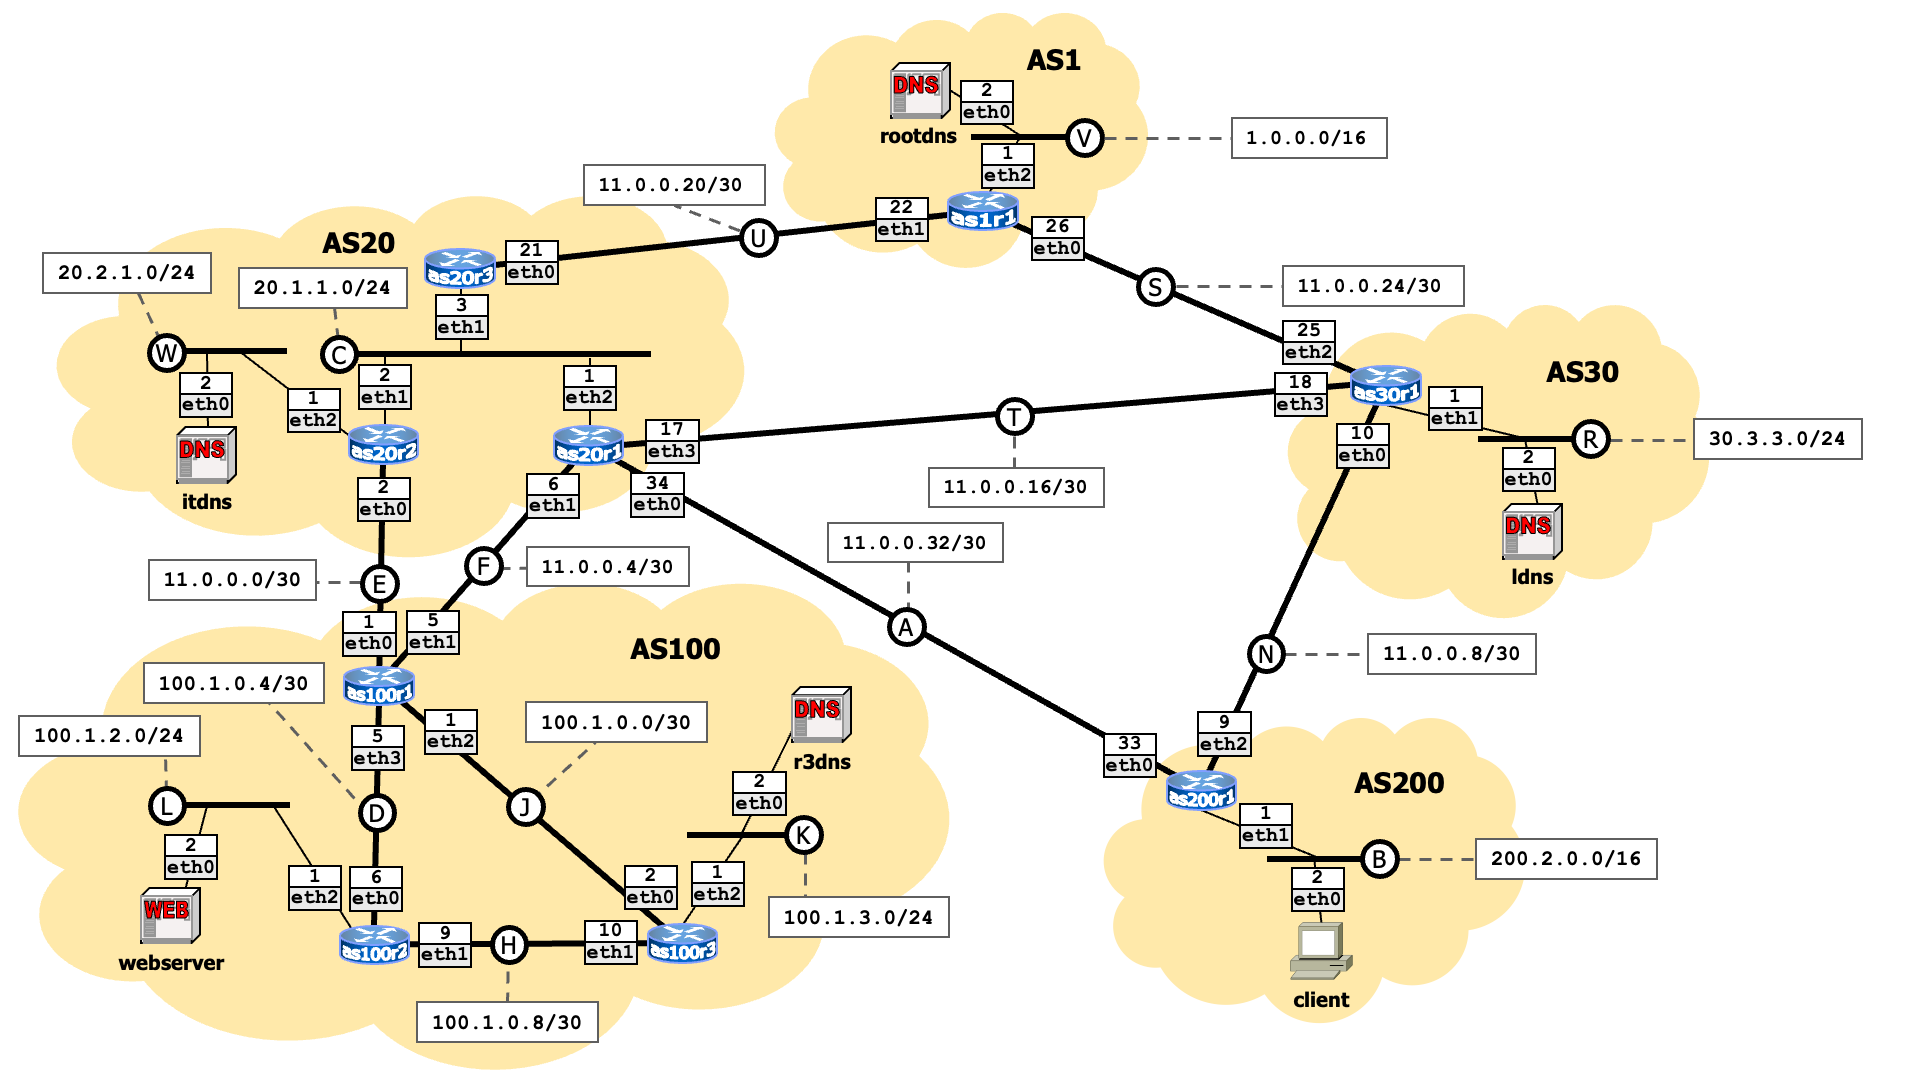 AS1
DNS
2
eth0
rootdns
V
1.0.0.0/16
1
eth2
11.0.0.20/30
22
eth1
as1r1
26
eth0
U
AS20
21
eth0
as20r3
20.2.1.0/24
20.1.1.0/24
3
eth1
S
11.0.0.24/30
25
eth2
W
C
2
eth0
1
eth2
2
eth1
1
eth2
18
eth3
as30r1
AS30
1
eth1
T
17
eth3
10
eth0
R
30.3.3.0/24
2
eth0
DNS
itdns
as20r2
as20r1
2
eth0
6
eth1
34
eth0
11.0.0.16/30
DNS
ldns
11.0.0.32/30
11.0.0.0/30
E
F
11.0.0.4/30
1
eth0
5
eth1
A
AS100
N
11.0.0.8/30
100.1.0.4/30
as100r1
100.1.2.0/24
5
eth3
1
eth2
100.1.0.0/30
DNS
r3dns
33
eth0
9
eth2
as200r1
AS200
L
D
J
2
eth0
K
1
eth1
B
200.2.0.0/16
2
eth0
2
eth0
WEB
webserver
1
eth2
6
eth0
2
eth0
1
eth2
100.1.3.0/24
as100r2
9
eth1
H
10
eth1
as100r3
client
100.1.0.8/30